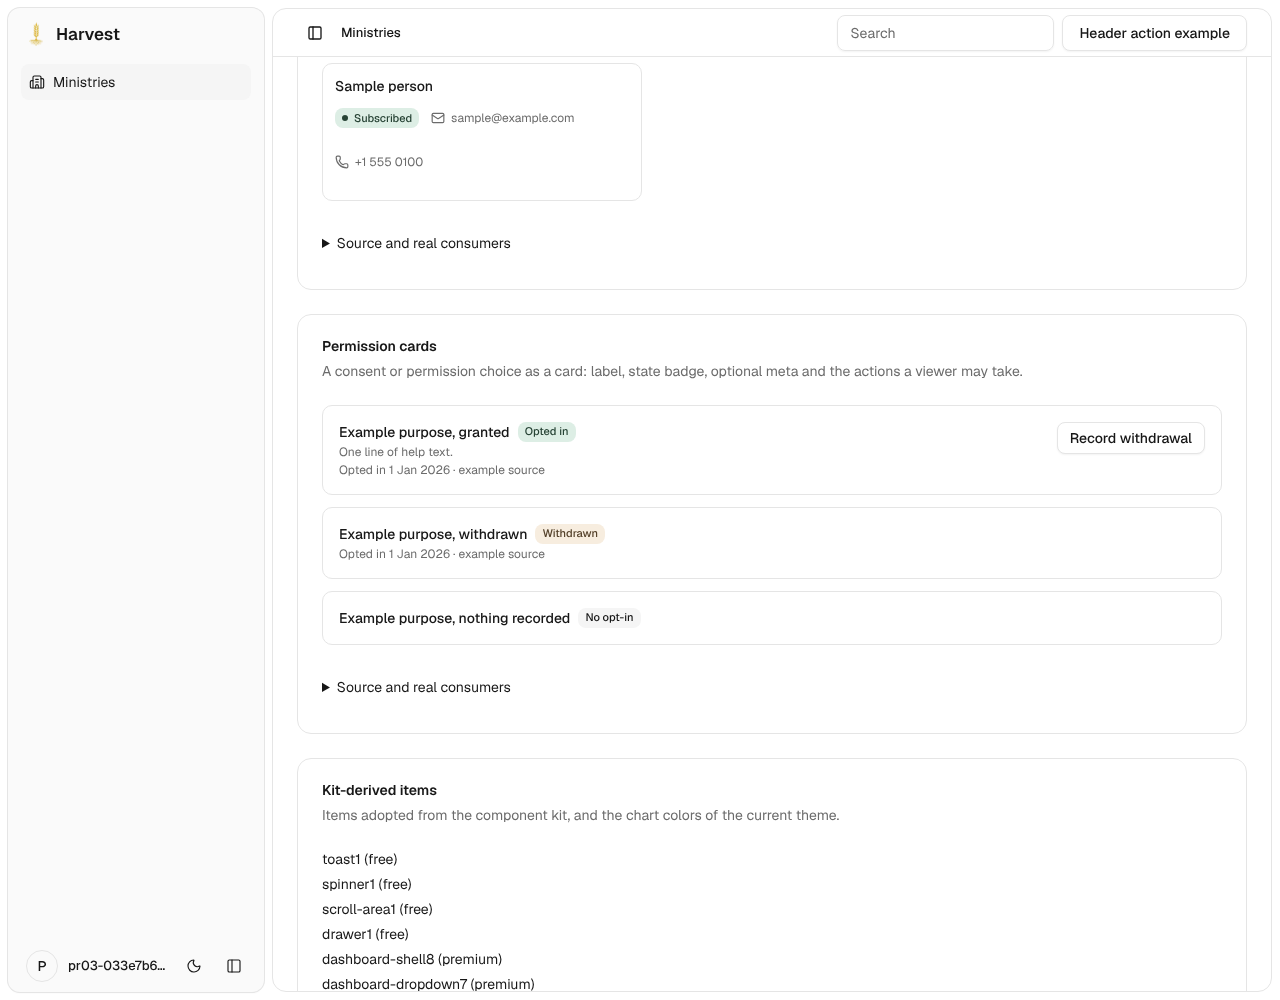 Harvest
Ministries
Ministries
Search
Header action example
Sample person
Subscribed
sample@example.com
+1 555 0100
Source and real consumers
Permission cards
A consent or permission choice as a card: label, state badge, optional meta and the actions a viewer may take.
Example purpose, granted
Opted in
Record withdrawal
One line of help text.
Opted in 1 Jan 2026 · example source
Example purpose, withdrawn
Withdrawn
Opted in 1 Jan 2026 · example source
Example purpose, nothing recorded
No opt-in
Source and real consumers
Kit-derived items
Items adopted from the component kit, and the chart colors of the current theme.
toast1 (free)
spinner1 (free)
scroll-area1 (free)
drawer1 (free)
dashboard-shell8 (premium)
dashboard-dropdown7 (premium)
P
pr03-033e7b6...